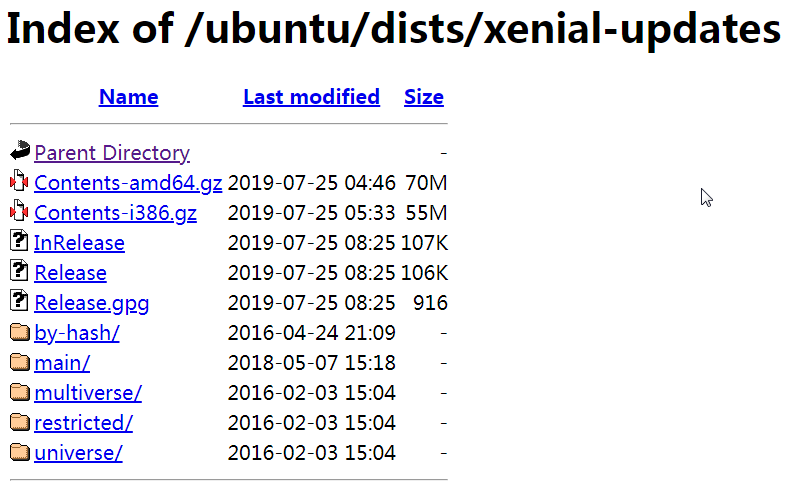 Index of /ubuntu/dists/xenial-updates
Name Last modified Size
Parent Directory -
Contents-amd64.gz 2019-07-25 04:46 70M
Contents-i386.gz 2019-07-25 05:33 55M
InRelease 2019-07-25 08:25 107K
Release 2019-07-25 08:25 106K
Release.gpg 2019-07-25 08:25 916
by-hash/ 2016-04-24 21:09 -
main/ 2018-05-07 15:18 -
multiverse/ 2016-02-03 15:04 -
restricted/ 2016-02-03 15:04 -
universe/ 2016-02-03 15:04 -